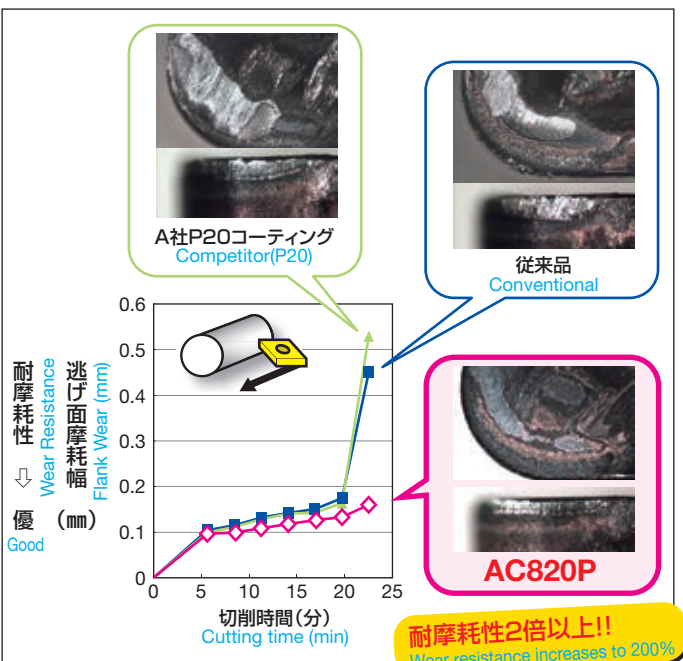 A社P20コーティング
Competitor(P20)
従来品
Conventional
耐摩耗性 ⇩ 優
Wear Resistance
Good
逃げ面摩耗幅 (㎜)
Flank Wear (mm)
0.6
0.5
0.4
0.3
0.2
0.1
0
0 5 10 15 20 25
切削時間(分)
Cutting time (min)
AC820P
耐摩耗性2倍以上!!
Wear resistance increases to 200%